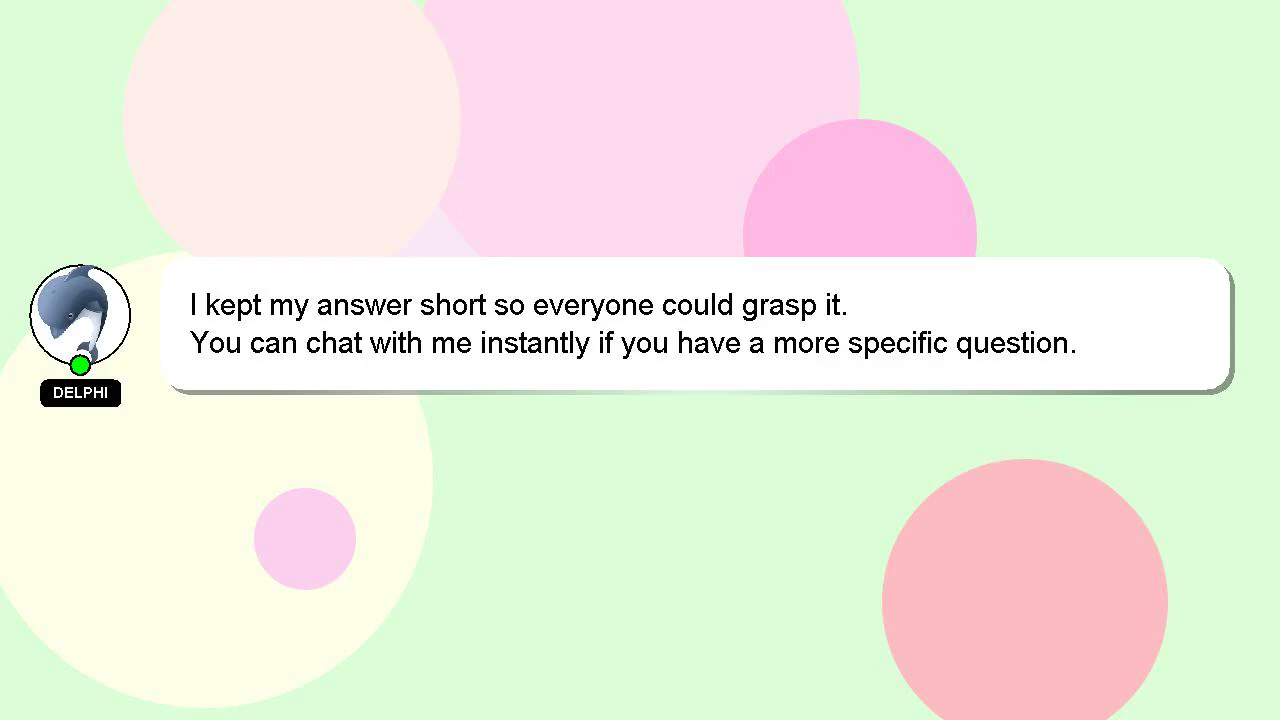 I kept my answer short so everyone could grasp it.
You can chat with me instantly if you have a more specific question.
DELPHI